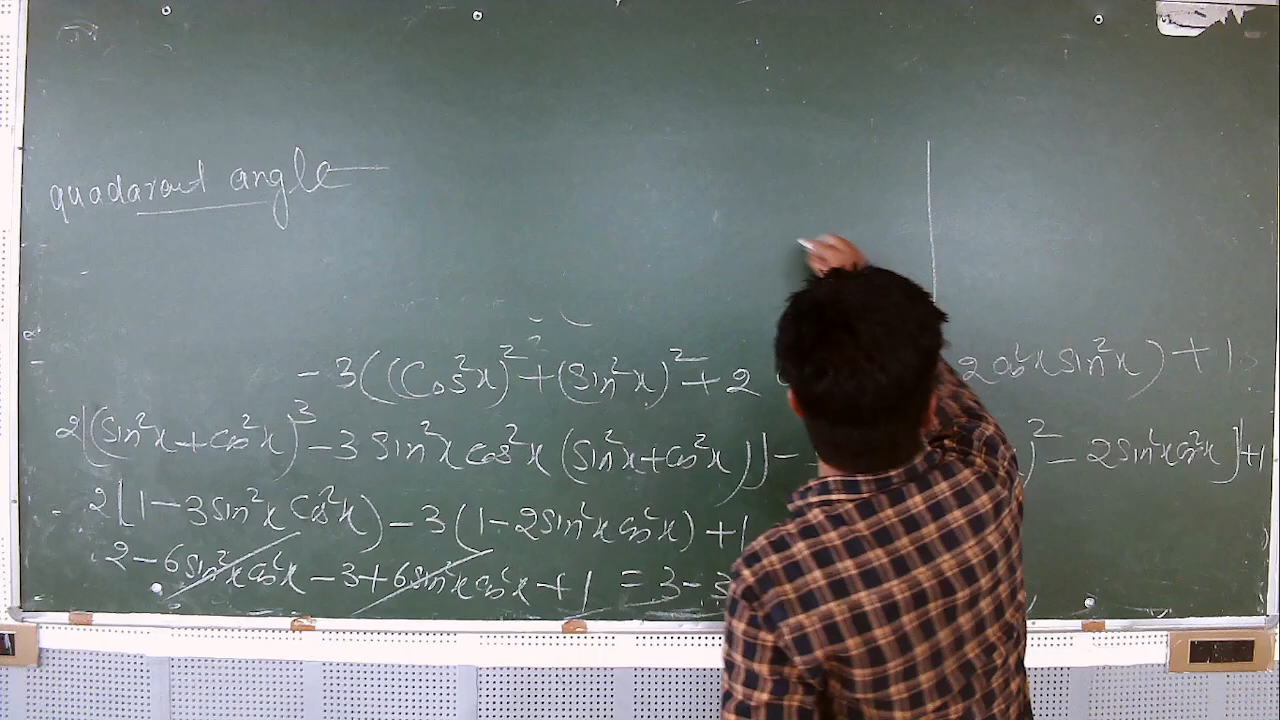 quadarant angle
- 3((Cos²x)² + (Sin²x)² + 2 2cos²x sin²x) + 1
2[(Sin²x + Cos²x)³ - 3 Sin²x cos²x (Sin²x + Cos²x)] - )² - 2Sin²x cos²x] + 1
2[1 - 3Sin²x Cos²x) - 3(1 - 2Sin²x cos²x) + 1
2 - 6Sin²x cos²x - 3 + 6Sin²x cos²x + 1 = 3 - 3